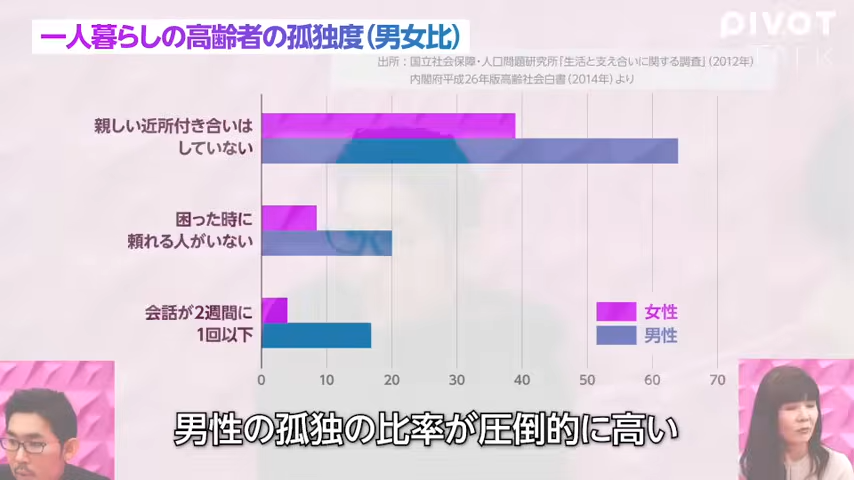 一人暮らしの高齢者の孤独度(男女比)
PIVOT
TALK
出所:国立社会保障・人口問題研究所「生活と支え合いに関する調査」(2012年)
内閣府平成26年版高齢社会白書(2014年)より
親しい近所付き合いは
していない
困った時に
頼れる人がいない
会話が2週間に
1回以下
女性
男性
0 10 20 30 40 50 60 70
男性の孤独の比率が圧倒的に高い